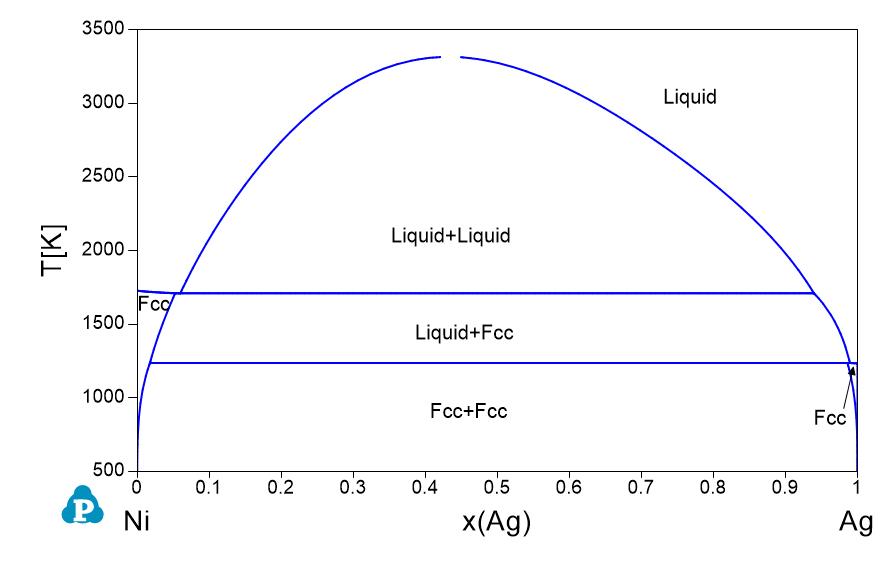 3500
3000
Liquid
2500
Liquid+Liquid
2000
T[K]
Fcc
1500
Liquid+Fcc
1000
Fcc+Fcc
Fcc
500
0 0.1 0.2 0.3 0.4 0.5 0.6 0.7 0.8 0.9 1
P
Ni x(Ag) Ag